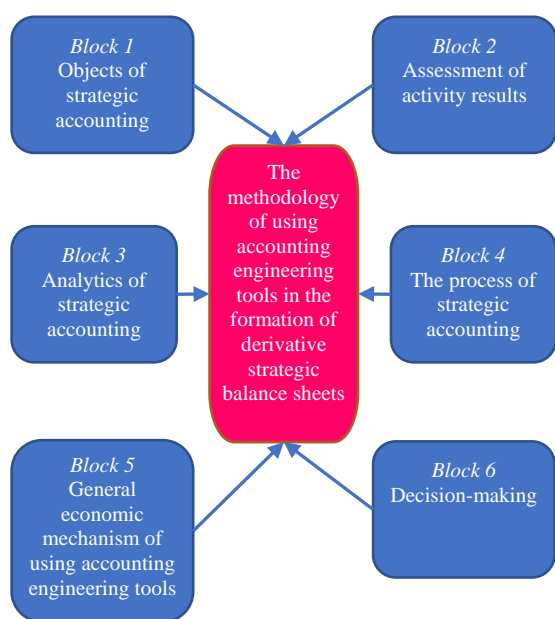 Block 1
Objects of
strategic
accounting
Block 2
Assessment of
activity results
The
methodology
of using
accounting
engineering
tools in the
formation of
derivative
strategic
balance sheets
Block 3
Analytics of
strategic
accounting
Block 4
The process of
strategic
accounting
Block 5
General
economic
mechanism of
using accounting
engineering tools
Block 6
Decision-making